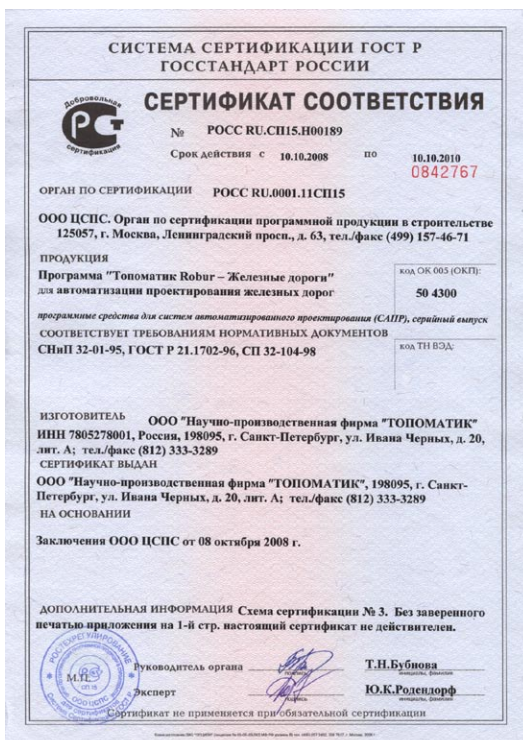 СИСТЕМА СЕРТИФИКАЦИИ ГОСТ Р
ГОССТАНДАРТ РОССИИ
Добровольная
сертификация
СЕРТИФИКАТ СООТВЕТСТВИЯ
№ РОСС RU.СП15.Н00189
Срок действия с 10.10.2008 по 10.10.2010
0842767
ОРГАН ПО СЕРТИФИКАЦИИ РОСС RU.0001.11СП15
ООО ЦСПС. Орган по сертификации программной продукции в строительстве
125057, г. Москва, Ленинградский просп., д. 63, тел./факс (499) 157-46-71
ПРОДУКЦИЯ
Программа "Топоматик Robur – Железные дороги"
для автоматизации проектирования железных дорог
код ОК 005 (ОКП):
50 4300
программные средства для систем автоматизированного проектирования (САПР), серийный выпуск
СООТВЕТСТВУЕТ ТРЕБОВАНИЯМ НОРМАТИВНЫХ ДОКУМЕНТОВ
СНиП 32-01-95, ГОСТ Р 21.1702-96, СП 32-104-98
код ТН ВЭД:
ИЗГОТОВИТЕЛЬ ООО "Научно-производственная фирма "ТОПОМАТИК"
ИНН 7805278001, Россия, 198095, г. Санкт-Петербург, ул. Ивана Черных, д. 20,
лит. А; тел./факс (812) 333-3289
СЕРТИФИКАТ ВЫДАН
ООО "Научно-производственная фирма "ТОПОМАТИК", 198095, г. Санкт-
Петербург, ул. Ивана Черных, д. 20, лит. А; тел./факс (812) 333-3289
НА ОСНОВАНИИ
Заключения ООО ЦСПС от 08 октября 2008 г.
ДОПОЛНИТЕЛЬНАЯ ИНФОРМАЦИЯ Схема сертификации № 3. Без заверенного
печатью приложения на 1-й стр. настоящий сертификат не действителен.
М.П.
Руководитель органа
подпись
Т.Н.Бубнова
инициалы, фамилия
Эксперт
подпись
Ю.К.Родендорф
инициалы, фамилия
Сертификат не применяется при обязательной сертификации